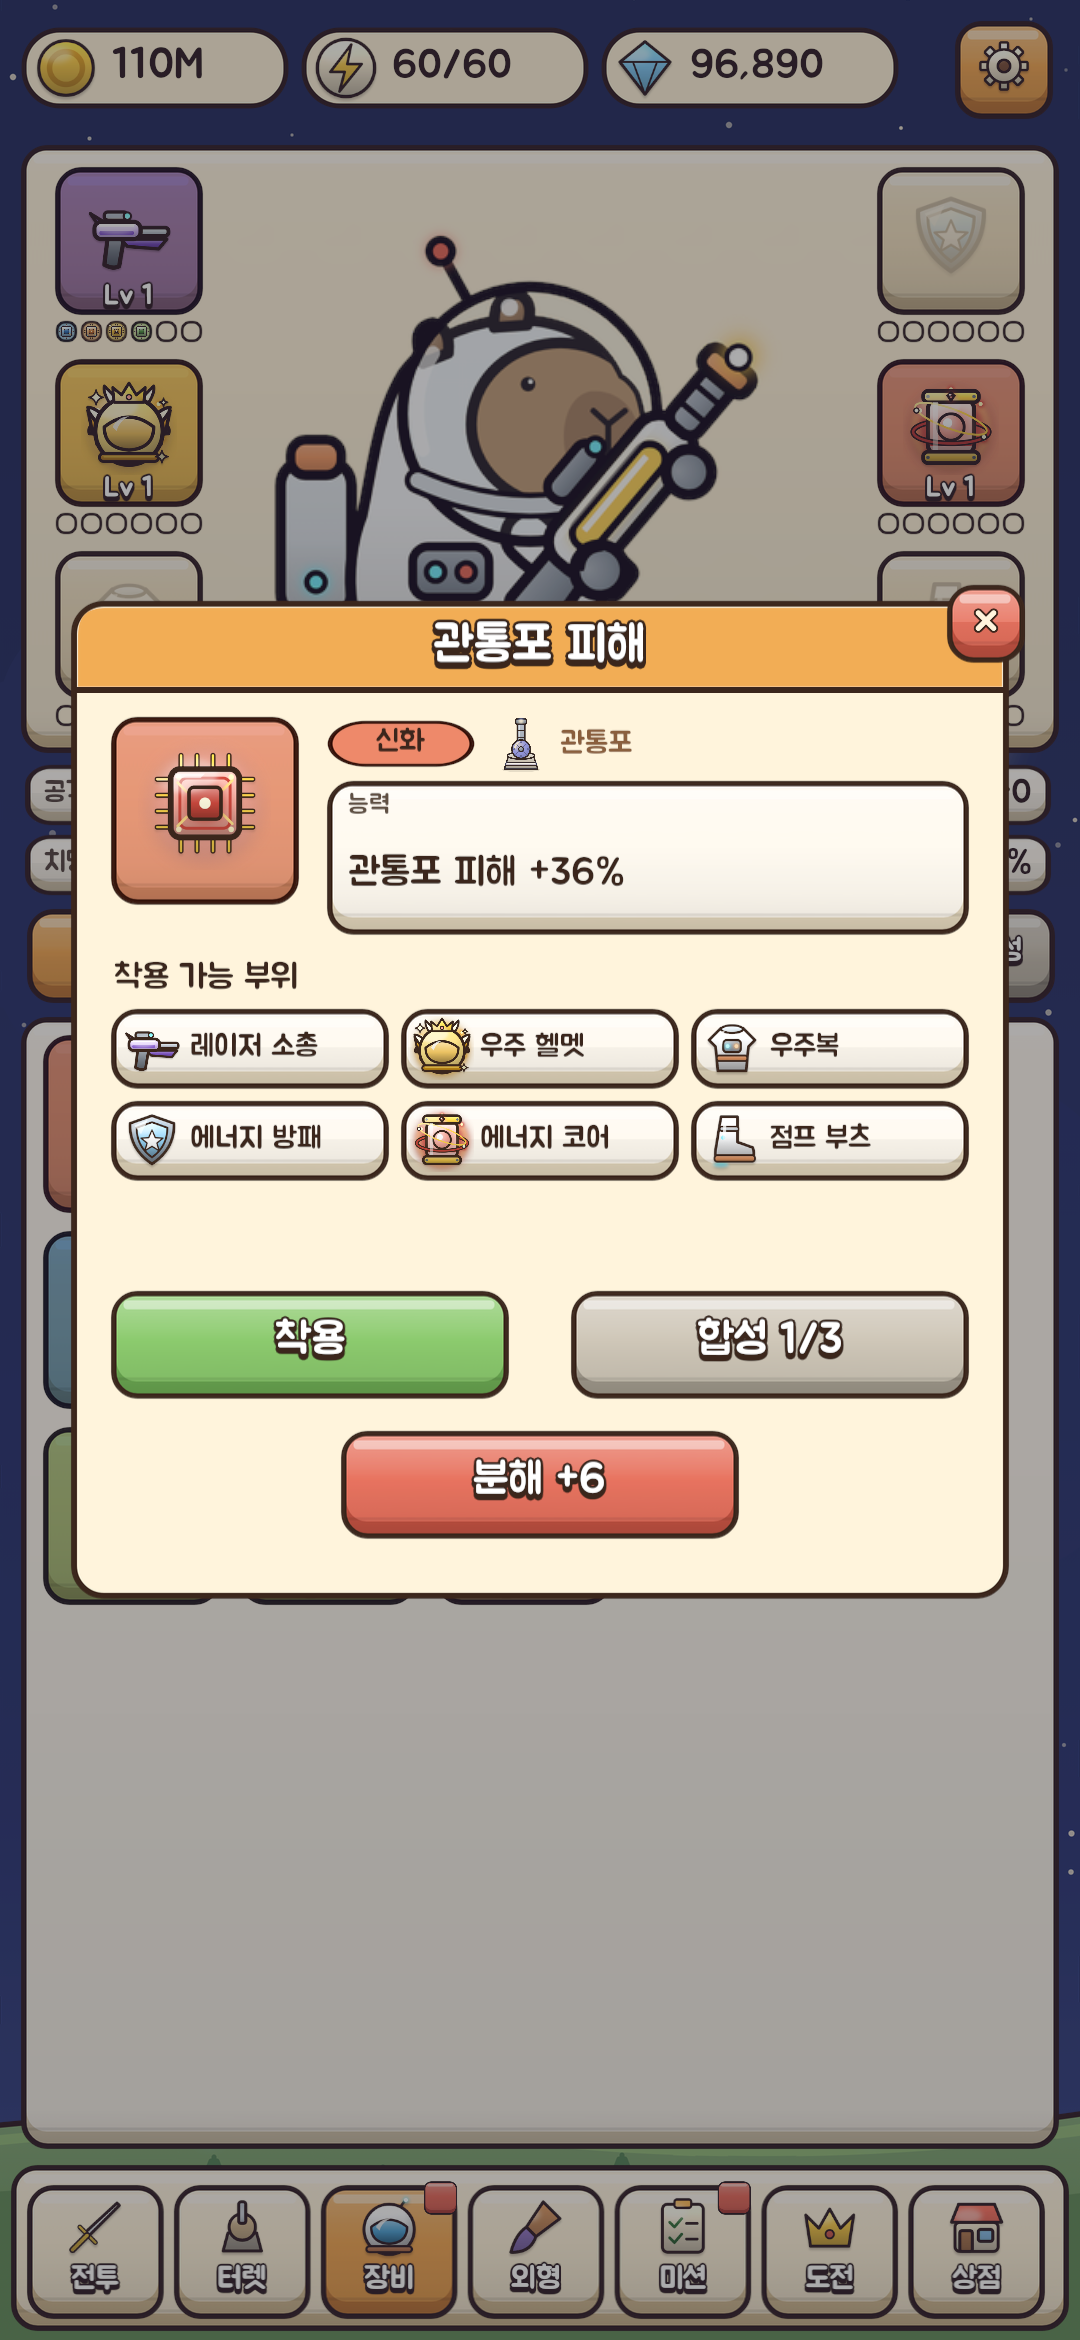 110M
60/60
96,890
Lv 1
Lv 1
Lv 1
관통포 피해
신화
관통포
능력
관통포 피해 +36%
착용 가능 부위
레이저 소총
우주 헬멧
우주복
에너지 방패
에너지 코어
점프 부츠
착용
합성 1/3
분해 +6
전투
터렛
장비
외형
미션
도전
상점